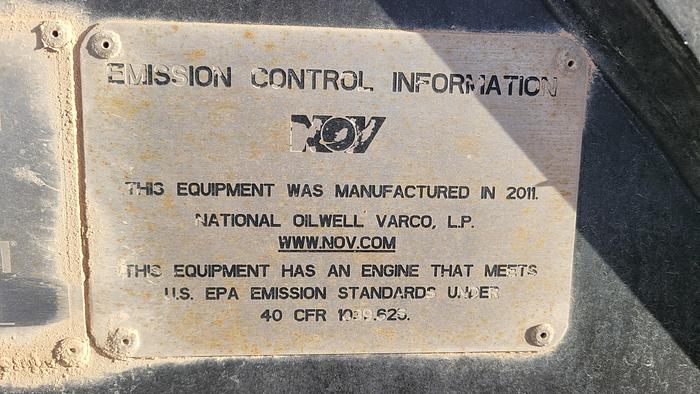 EMISSION CONTROL INFORMATION
NOV
THIS EQUIPMENT WAS MANUFACTURED IN 2011.
NATIONAL OILWELL VARCO, L.P.
WWW.NOV.COM
THIS EQUIPMENT HAS AN ENGINE THAT MEETS
U.S. EPA EMISSION STANDARDS UNDER
40 CFR 1039.625.